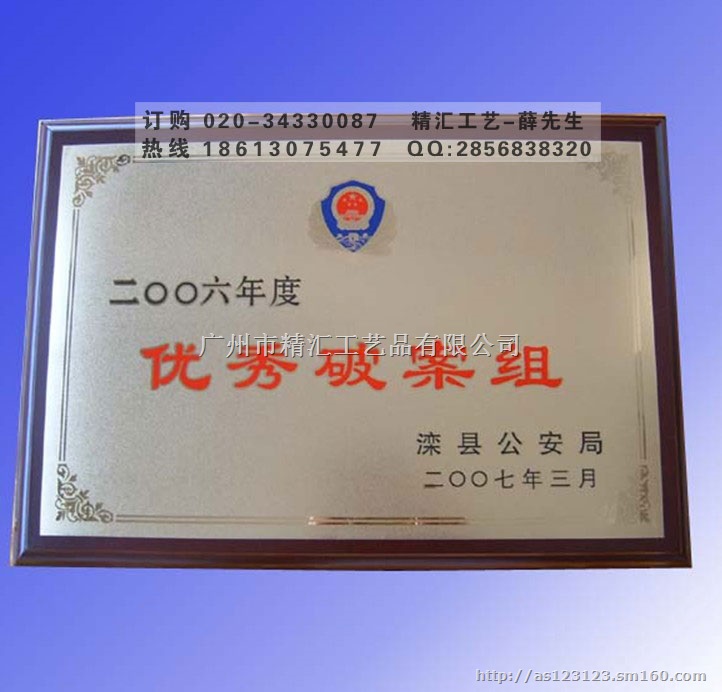 订购 020-34330087 精汇工艺-薛先生
热线 18613075477 QQ:2856838320
二〇〇六年度
广州市精汇工艺品有限公司
优秀破案组
滦县公安局
二〇〇七年三月
http://as123123.sm160.com